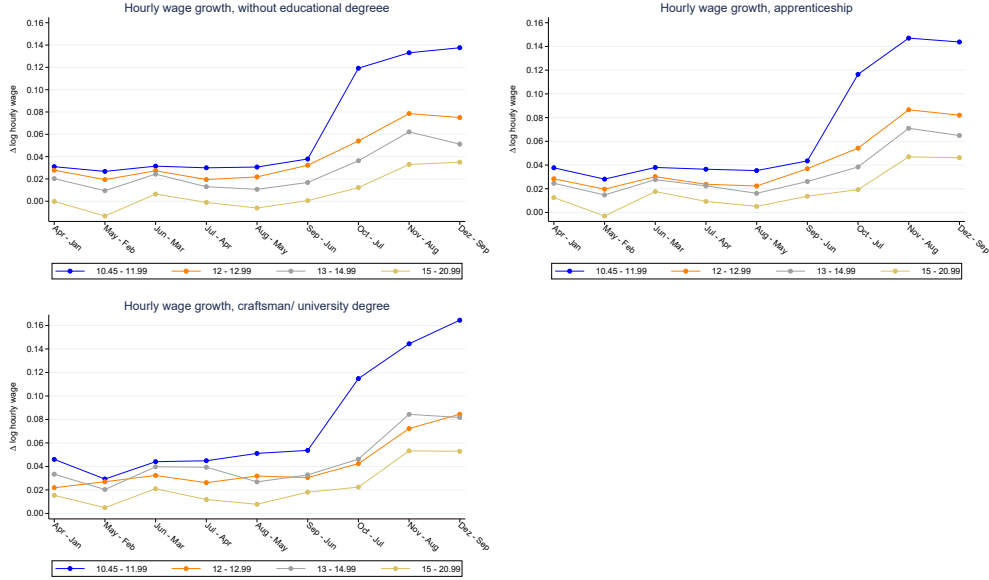 Hourly wage growth, without educational degreee
Δ log hourly wage
0.16
0.14
0.12
0.10
0.08
0.06
0.04
0.02
0.00
Apr - Jan
May - Feb
Jun - Mar
Jul - Apr
Aug - May
Sep - Jun
Oct - Jul
Nov - Aug
Dez - Sep
10.45 - 11.99 12 - 12.99 13 - 14.99 15 - 20.99
Hourly wage growth, apprenticeship
Δ log hourly wage
0.16
0.14
0.12
0.10
0.08
0.06
0.04
0.02
0.00
Apr - Jan
May - Feb
Jun - Mar
Jul - Apr
Aug - May
Sep - Jun
Oct - Jul
Nov - Aug
Dez - Sep
10.45 - 11.99 12 - 12.99 13 - 14.99 15 - 20.99
Hourly wage growth, craftsman/ university degree
Δ log hourly wage
0.16
0.14
0.12
0.10
0.08
0.06
0.04
0.02
0.00
Apr - Jan
May - Feb
Jun - Mar
Jul - Apr
Aug - May
Sep - Jun
Oct - Jul
Nov - Aug
Dez - Sep
10.45 - 11.99 12 - 12.99 13 - 14.99 15 - 20.99